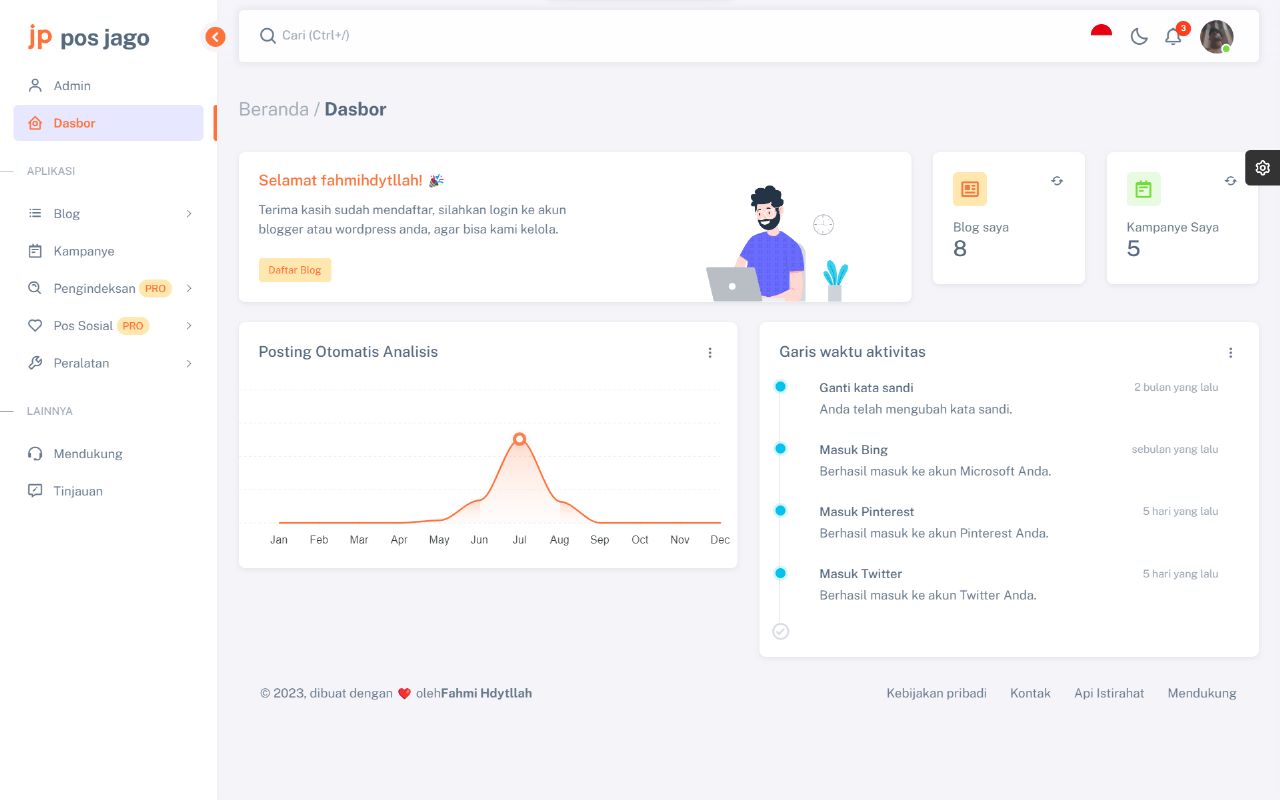 jp pos jago
Admin
Dasbor
APLIKASI
Blog
Kampanye
Pengindeksan PRO
Pos Sosial PRO
Peralatan
LAINNYA
Mendukung
Tinjauan
Cari (Ctrl+/)
3
Beranda / Dasbor
Selamat fahmihdytllah! 🎉
Terima kasih sudah mendaftar, silahkan login ke akun
blogger atau wordpress anda, agar bisa kami kelola.
Daftar Blog
Blog saya
8
Kampanye Saya
5
Posting Otomatis Analisis
Jan Feb Mar Apr May Jun Jul Aug Sep Oct Nov Dec
Garis waktu aktivitas
Ganti kata sandi 2 bulan yang lalu
Anda telah mengubah kata sandi.
Masuk Bing sebulan yang lalu
Berhasil masuk ke akun Microsoft Anda.
Masuk Pinterest 5 hari yang lalu
Berhasil masuk ke akun Pinterest Anda.
Masuk Twitter 5 hari yang lalu
Berhasil masuk ke akun Twitter Anda.
© 2023, dibuat dengan ❤️ olehFahmi Hdytllah
Kebijakan pribadi Kontak Api Istirahat Mendukung